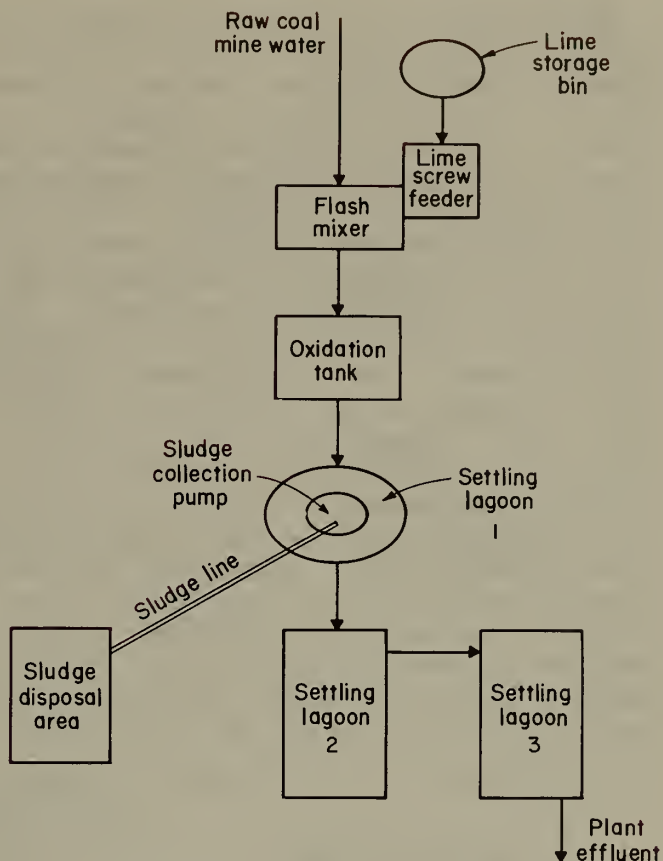 Raw coal
mine water
Lime
storage
bin
Lime
screw
feeder
Flash
mixer
Oxidation
tank
Sludge
collection
pump
Settling
lagoon
1
Sludge line
Sludge
disposal
area
Settling
lagoon
2
Settling
lagoon
3
Plant
effluent